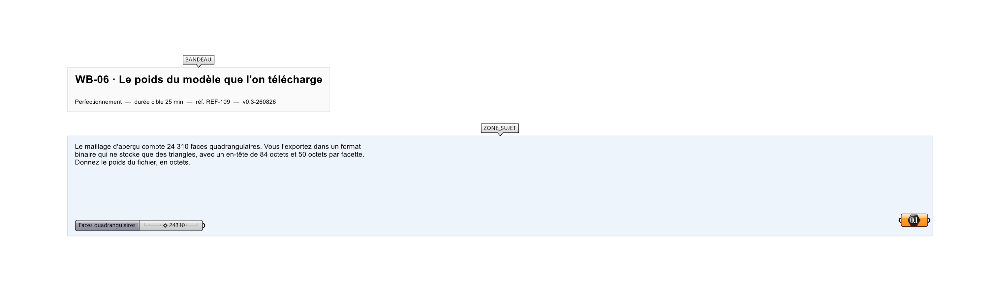 BANDEAU
WB-06 · Le poids du modèle que l'on télécharge
Perfectionnement — durée cible 25 min — réf. REF-109 — v0.3-260826
ZONE_SUJET
Le maillage d'aperçu compte 24 310 faces quadrangulaires. Vous l'exportez dans un format
binaire qui ne stocke que des triangles, avec un en-tête de 84 octets et 50 octets par facette.
Donnez le poids du fichier, en octets.
Faces quadrangulaires 24310
0.1